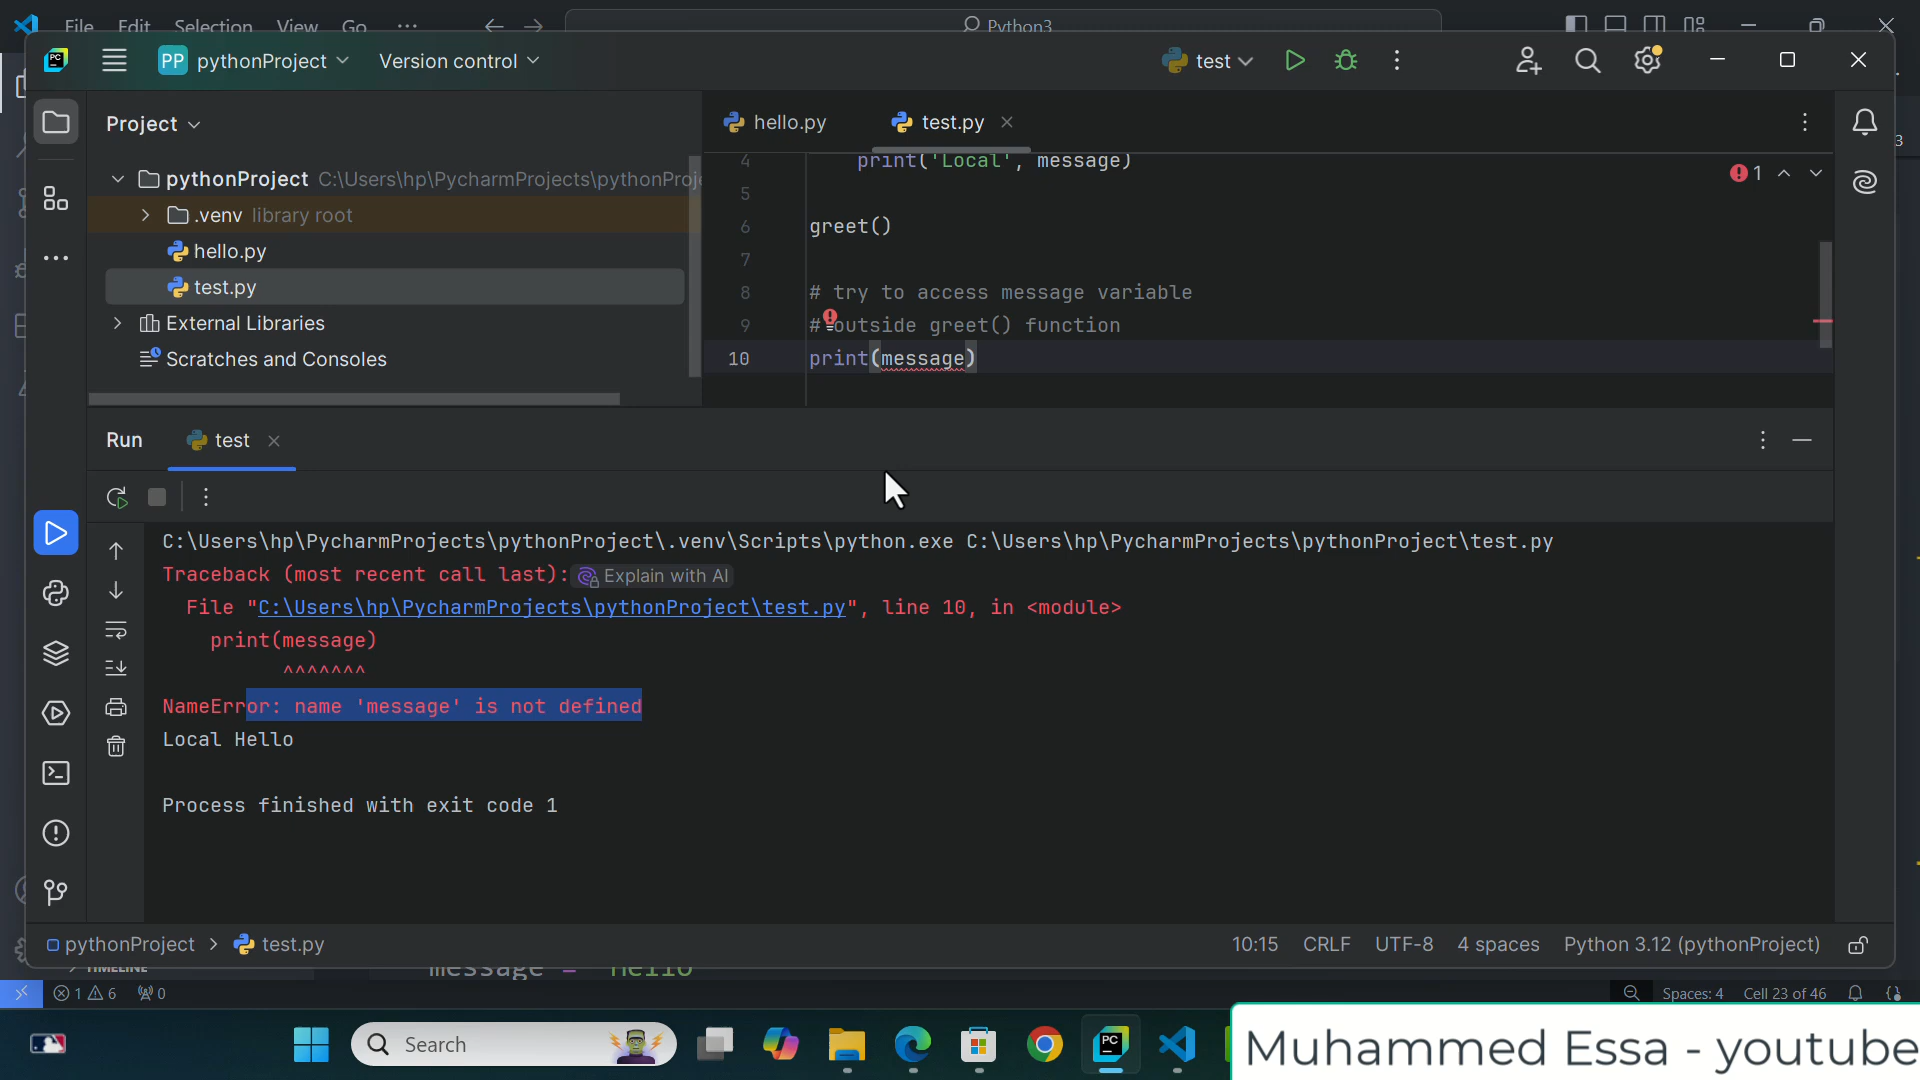 File Edit Selection View Go
Python3
PP pythonProject Version control test
Project
hello.py test.py
pythonProject C:\Users\hp\PycharmProjects\pythonProj
.venv library root
hello.py
test.py
External Libraries
Scratches and Consoles
4 print('Local', message)
5
6 greet()
7
8 # try to access message variable
9 #outside greet() function
10 print(message)
1
Run test
C:\Users\hp\PycharmProjects\pythonProject\.venv\Scripts\python.exe C:\Users\hp\PycharmProjects\pythonProject\test.py
Traceback (most recent call last): Explain with AI
File "C:\Users\hp\PycharmProjects\pythonProject\test.py", line 10, in <module>
print(message)
^^^^^^^
NameError: name 'message' is not defined
Local Hello
Process finished with exit code 1
pythonProject > test.py 10:15 CRLF UTF-8 4 spaces Python 3.12 (pythonProject)
TIMELINE
message = Hello
1 6 0 Spaces: 4 Cell 23 of 46
Search
Muhammed Essa - youtube